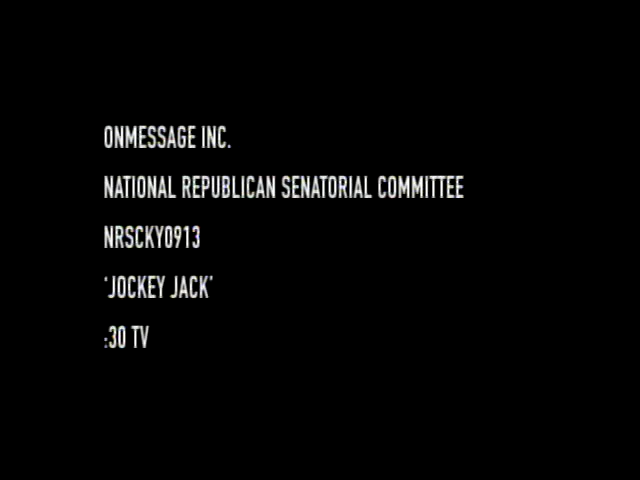 ONMESSAGE INC.
NATIONAL REPUBLICAN SENATORIAL COMMITTEE
NRSCKY0913
‘JOCKEY JACK’
:30 TV